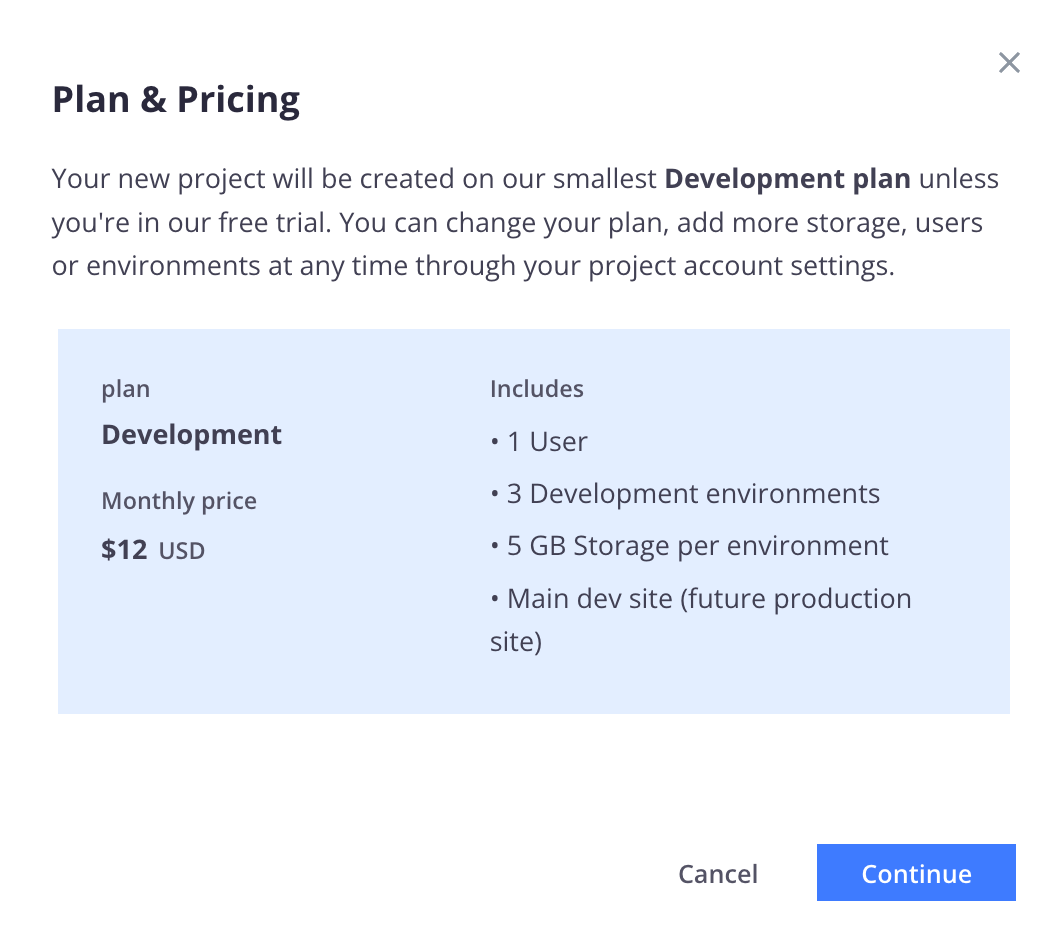 Plan & Pricing
Your new project will be created on our smallest Development plan unless
you're in our free trial. You can change your plan, add more storage, users
or environments at any time through your project account settings.
plan
Development
Monthly price
$12 USD
Includes
• 1 User
• 3 Development environments
• 5 GB Storage per environment
• Main dev site (future production
site)
Cancel
Continue